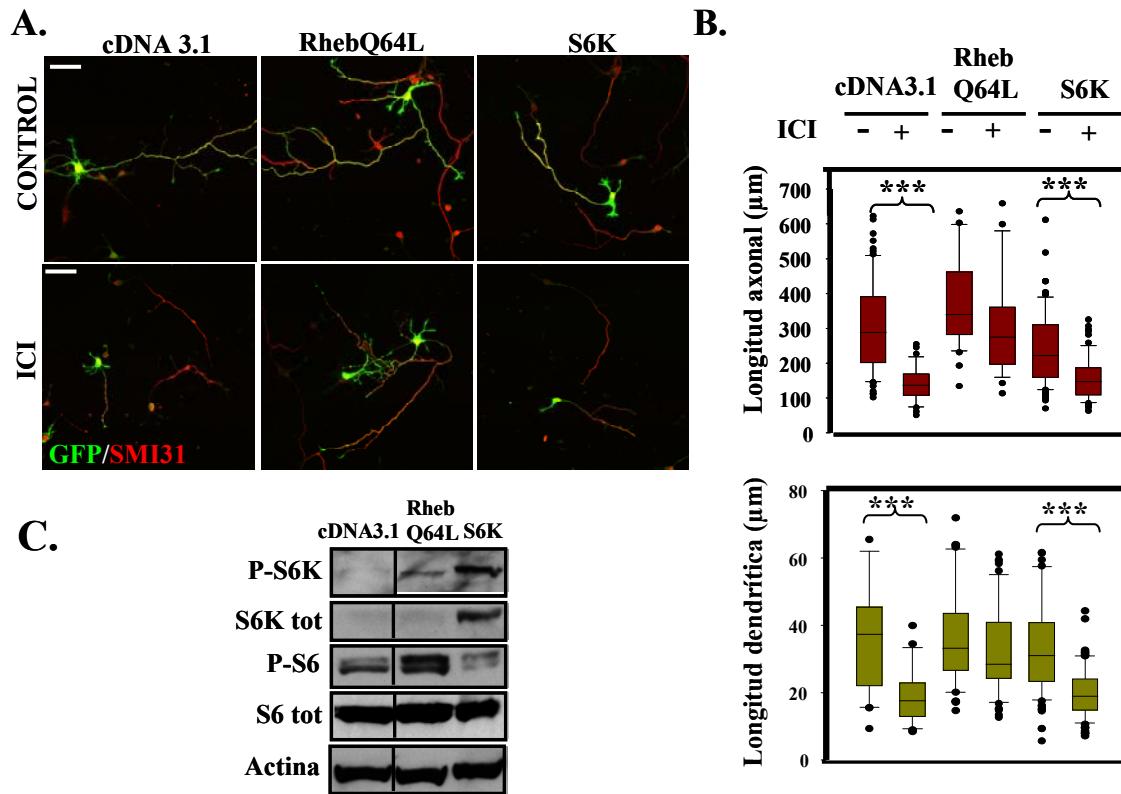 A.
cDNA 3.1 RhebQ64L S6K
CONTROL
ICI
GFP/SMI31
B.
Rheb
cDNA3.1 Q64L S6K
ICI - + - + - +
*** ***
Longitud axonal (µm)
700
600
500
400
300
200
100
0
*** ***
Longitud dendrítica (µm)
80
60
40
20
0
C.
Rheb
cDNA3.1 Q64L S6K
P-S6K
S6K tot
P-S6
S6 tot
Actina